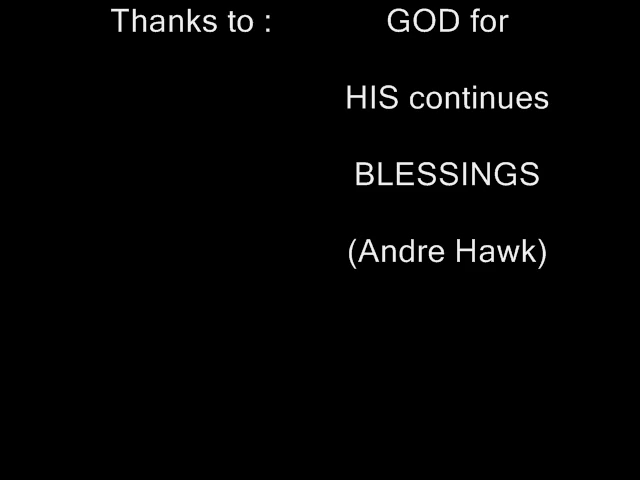 Thanks to : GOD for
HIS continues
BLESSINGS
(Andre Hawk)